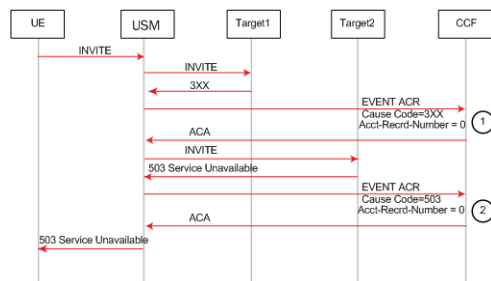 UE USM Target1 Target2 CCF
INVITE
INVITE
3XX
EVENT ACR
Cause Code=3XX
Acct-Recrd-Number = 0
1
ACA
INVITE
503 Service Unavailable
EVENT ACR
Cause Code=503
Acct-Recrd-Number = 0
2
ACA
503 Service Unavailable